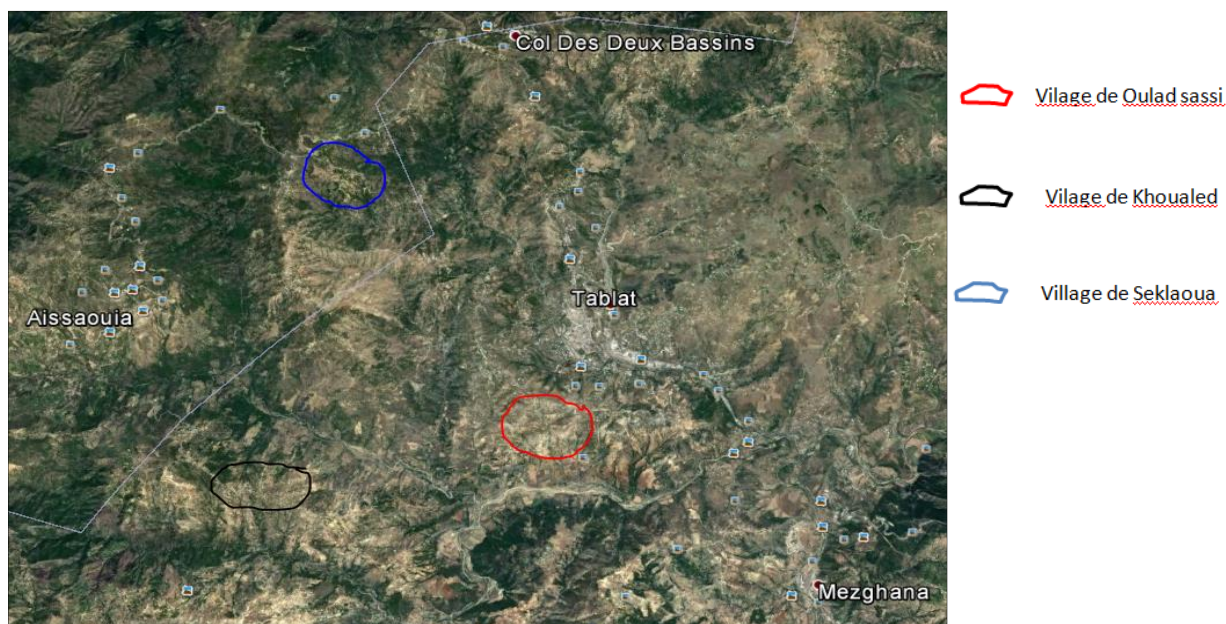 Col Des Deux Bassins
Tablat
Aissaouia
Mezghana
Vilage de Oulad sassi
Vilage de Khoualed
Village de Seklaoua